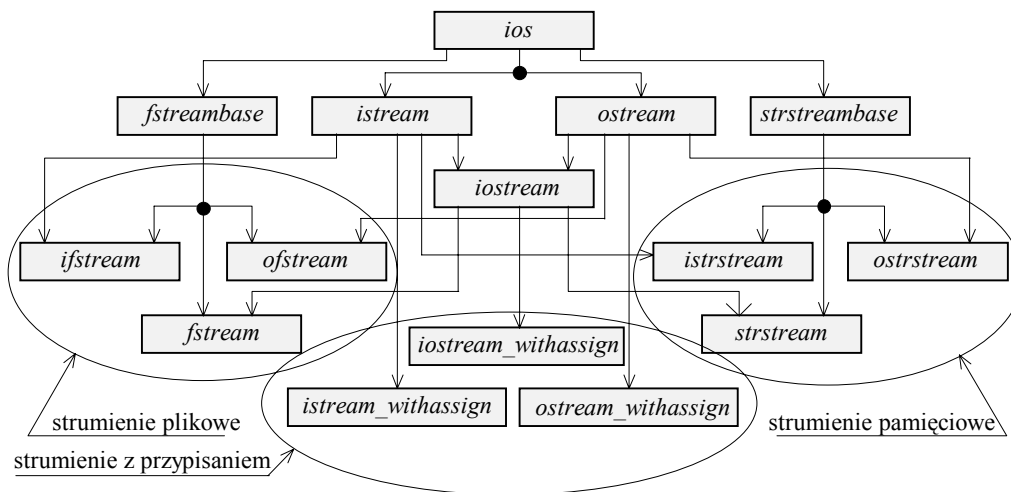 ios
fstreambase
istream
ostream
strstreambase
iostream
ifstream
ofstream
istrstream
ostrstream
fstream
iostream_withassign
strstream
istream_withassign
ostream_withassign
strumienie plikowe
strumienie pamięciowe
strumienie z przypisaniem